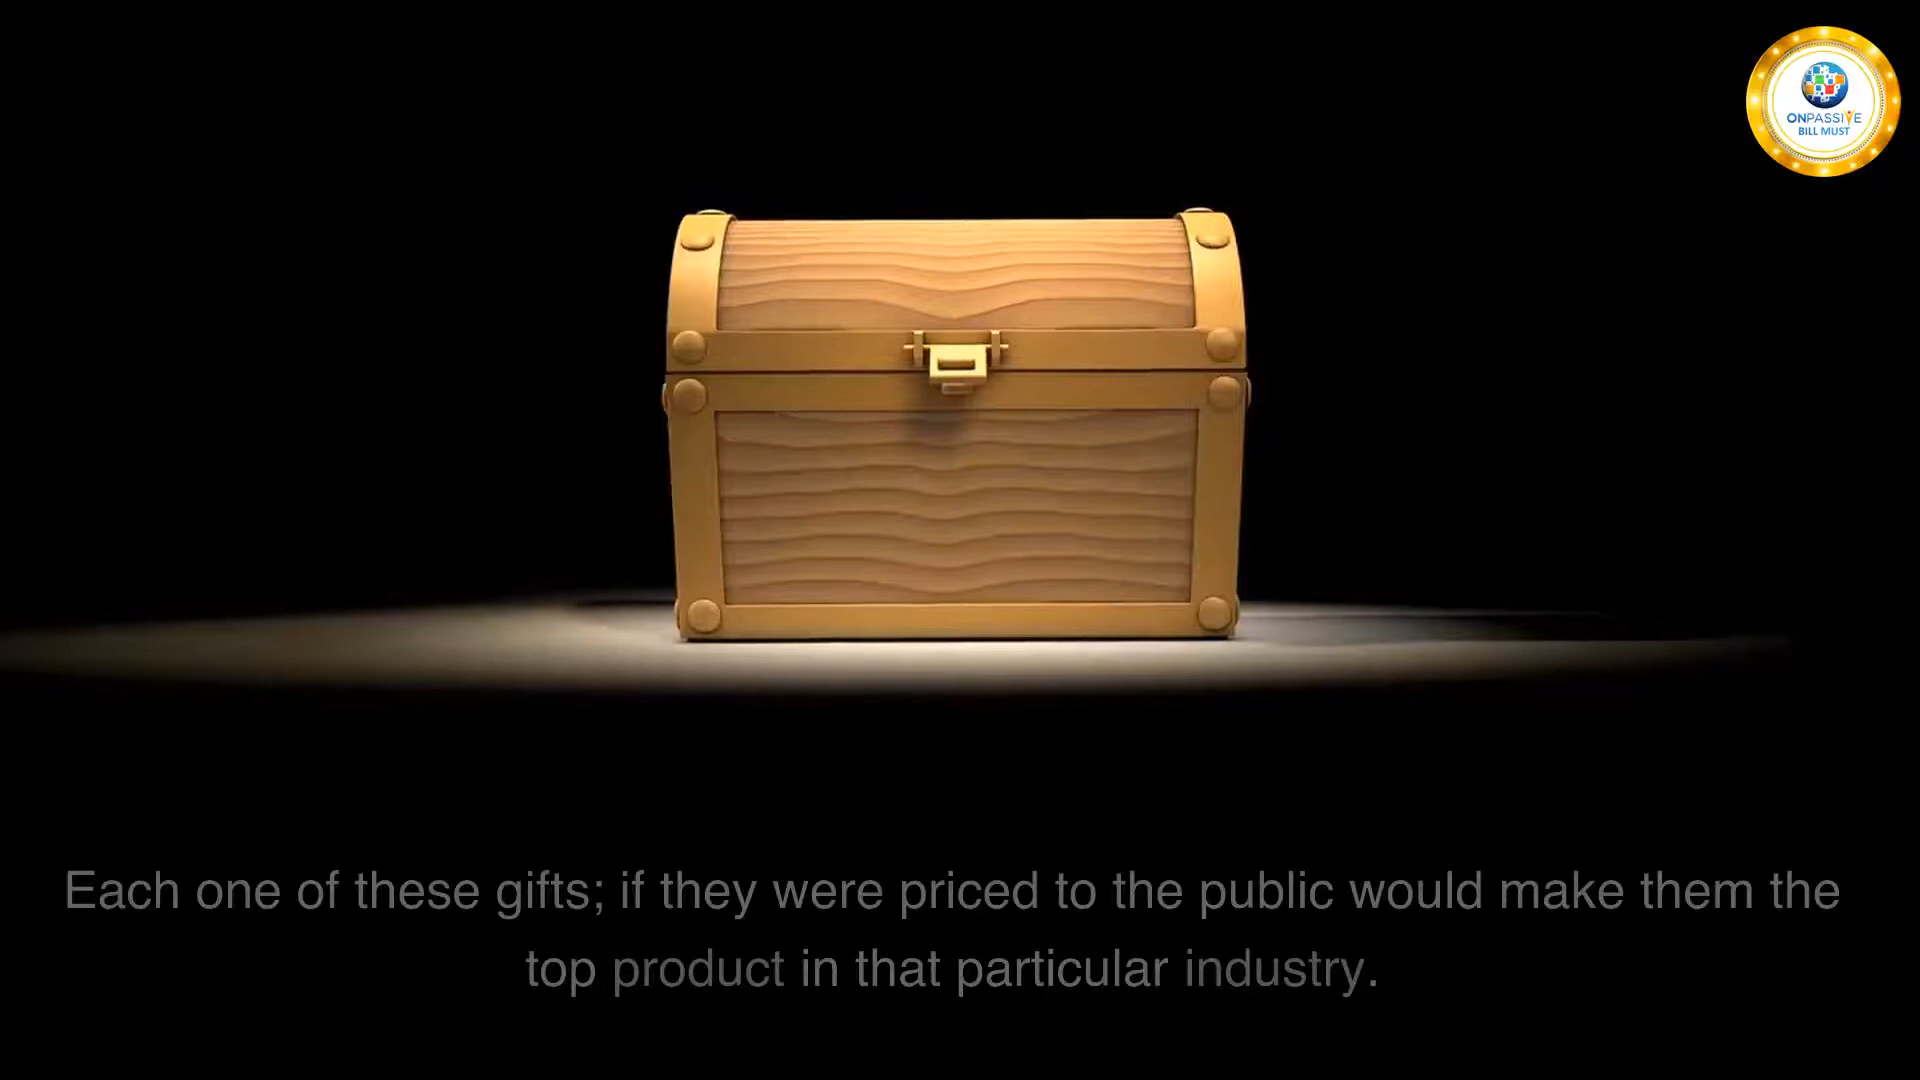 ONPASSIVE
BILL MUST
Each one of these gifts; if they were priced to the public would make them the
top product in that particular industry.